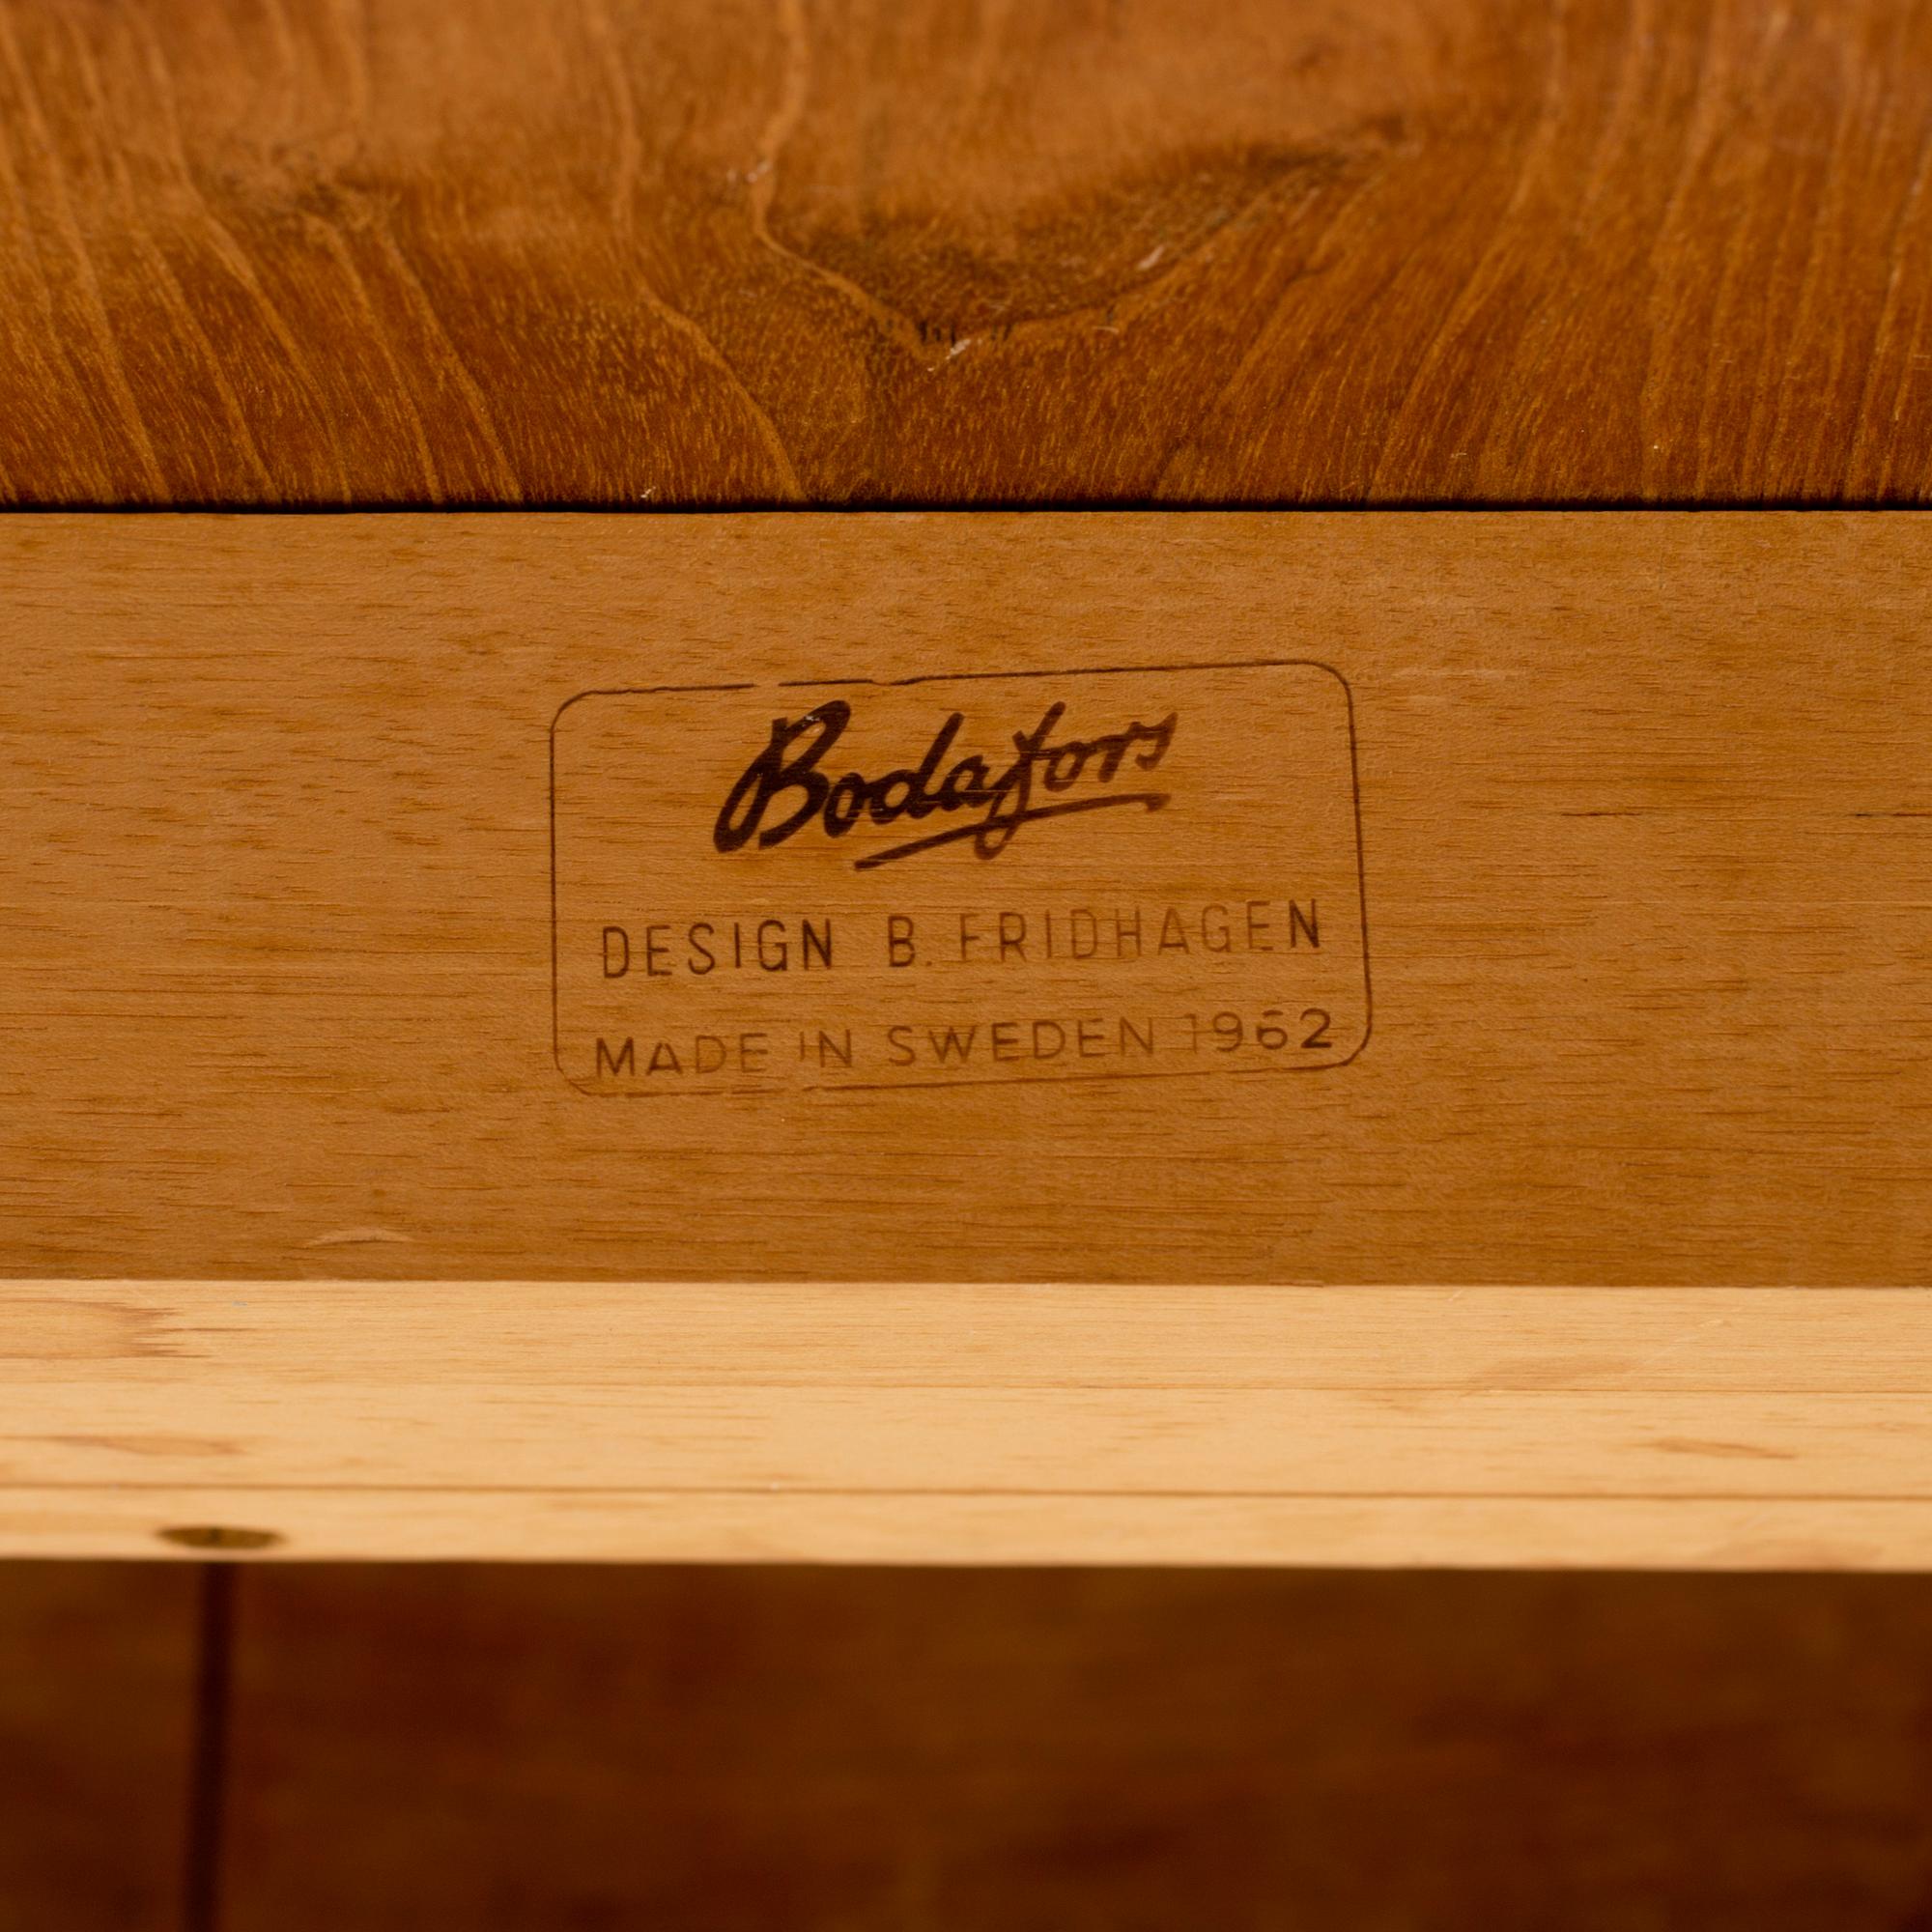 Bodafors
DESIGN B. FRIDHAGEN
MADE IN SWEDEN 1962